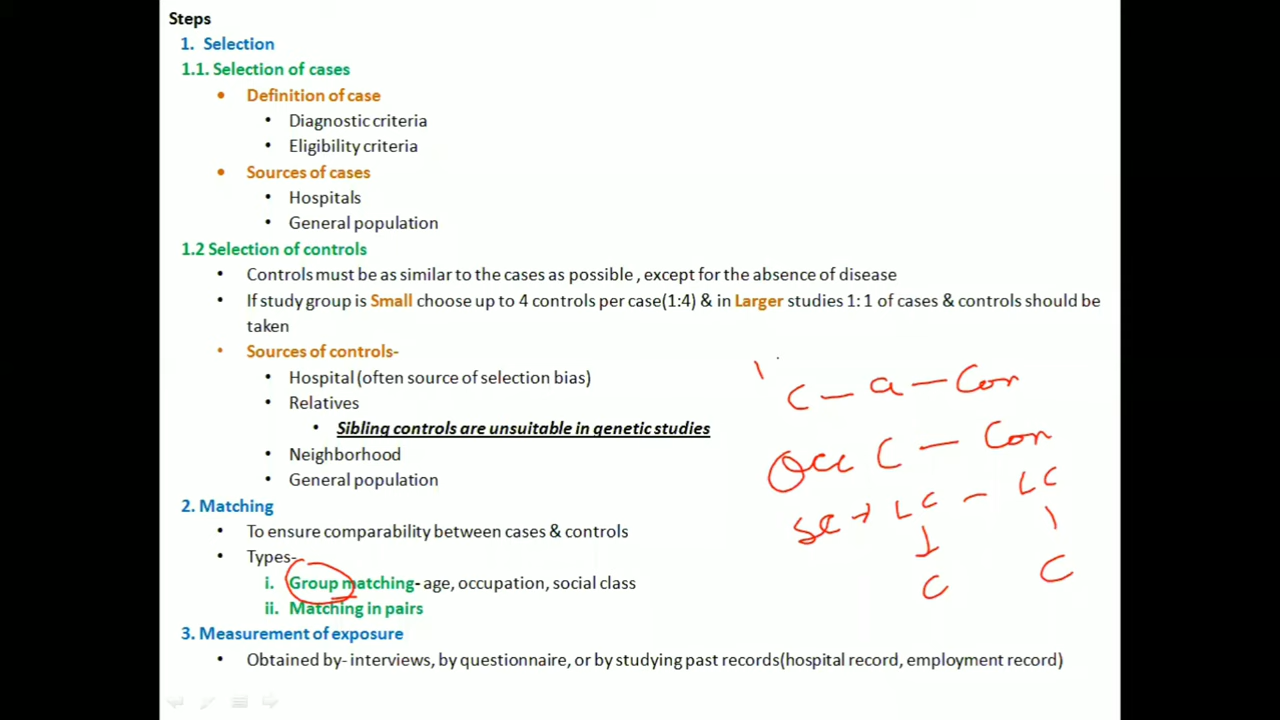 Steps
1. Selection
1.1. Selection of cases
• Definition of case
• Diagnostic criteria
• Eligibility criteria
• Sources of cases
• Hospitals
• General population
1.2 Selection of controls
• Controls must be as similar to the cases as possible , except for the absence of disease
• If study group is Small choose up to 4 controls per case(1:4) & in Larger studies 1: 1 of cases & controls should be
taken
• Sources of controls-
• Hospital (often source of selection bias)
• Relatives
• Sibling controls are unsuitable in genetic studies
• Neighborhood
• General population
2. Matching
• To ensure comparability between cases & controls
• Types-
i. Group matching- age, occupation, social class
ii. Matching in pairs
3. Measurement of exposure
• Obtained by- interviews, by questionnaire, or by studying past records(hospital record, employment record)
C — a — Con
Occ C — Con
LC — LC
C C